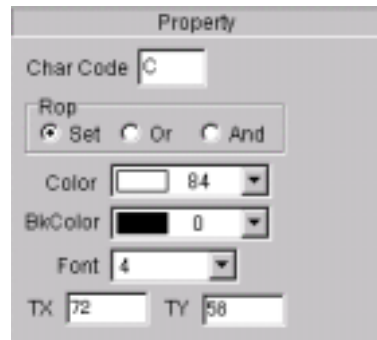 Property
Char Code C
Rop
Set Or And
Color 84
BkColor 0
Font 4
TX 72 TY 58